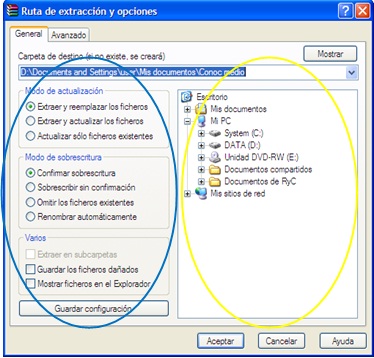 Ruta de extracción y opciones
General
Avanzado
Carpeta de destino (si no existe, se creará)
Mostrar
D:\Documents and Settings\user\Mis documentos\Conoc medio
Modo de actualización
Extraer y reemplazar los ficheros
Extraer y actualizar los ficheros
Actualizar sólo ficheros existentes
Modo de sobrescritura
Confirmar sobrescritura
Sobrescribir sin confirmación
Omitir los ficheros existentes
Renombrar automáticamente
Varios
Extraer en subcarpetas
Guardar los ficheros dañados
Mostrar ficheros en el Explorador
Guardar configuración
Escritorio
Mis documentos
Mi PC
System (C:)
DATA (D:)
Unidad DVD-RW (E:)
Documentos compartidos
Documentos de RyC
Mis sitios de red
Aceptar
Cancelar
Ayuda